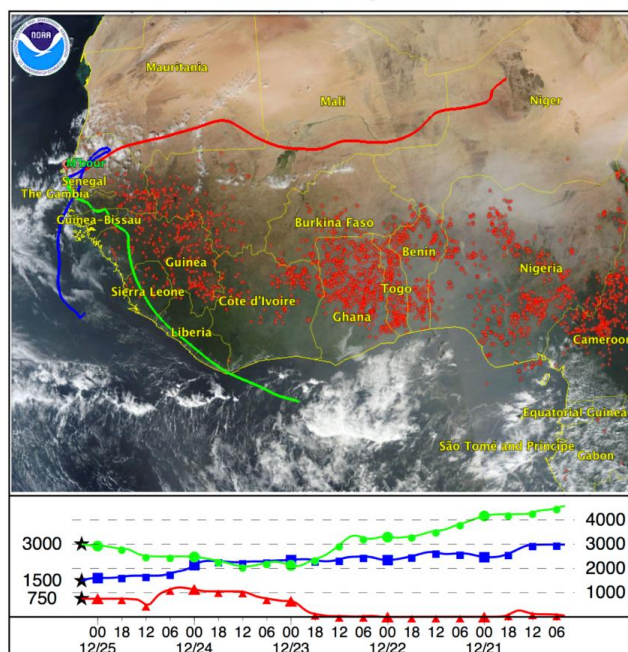 NOAA
Mauritania
Mali
Niger
M'Bour
Senegal
The Gambia
Guinea-Bissau
Burkina Faso
Benin
Guinea
Nigeria
Sierra Leone
Côte d'Ivoire
Togo
Ghana
Liberia
Cameroon
Equatorial Guinea
São Tomé and Príncipe
Gabon
4000
3000 3000
2000
1500
750 1000
00 18 12 06 00 18 12 06 00 18 12 06 00 18 12 06 00 18 12 06
12/25 12/24 12/23 12/22 12/21